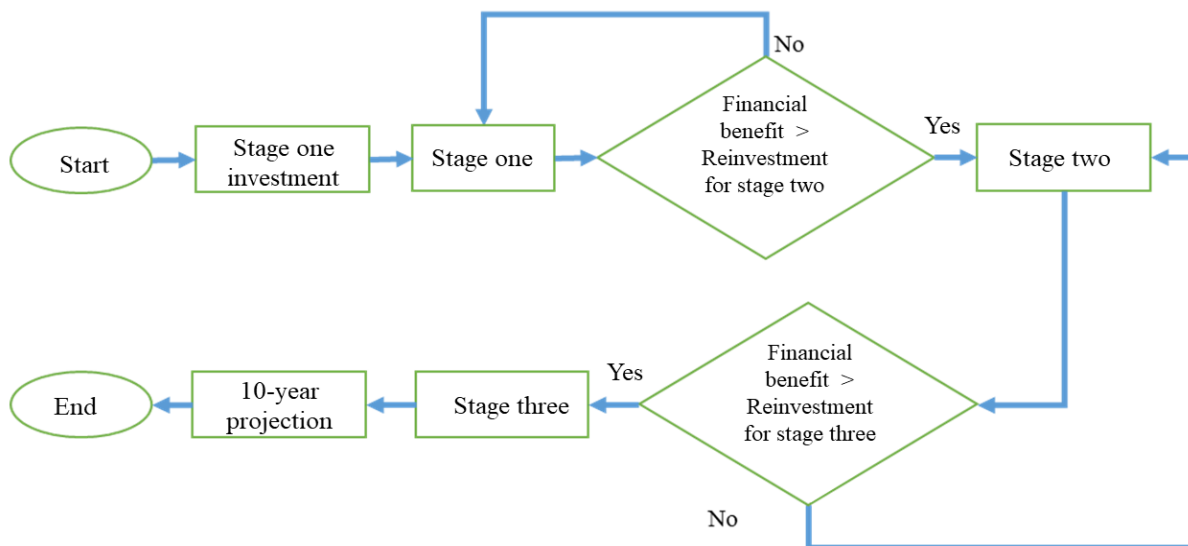 No
Start
Stage one
investment
Stage one
Financial
benefit >
Reinvestment
for stage two
Yes
Stage two
Financial
benefit >
Reinvestment
for stage three
Yes
Stage three
10-year
projection
End
No